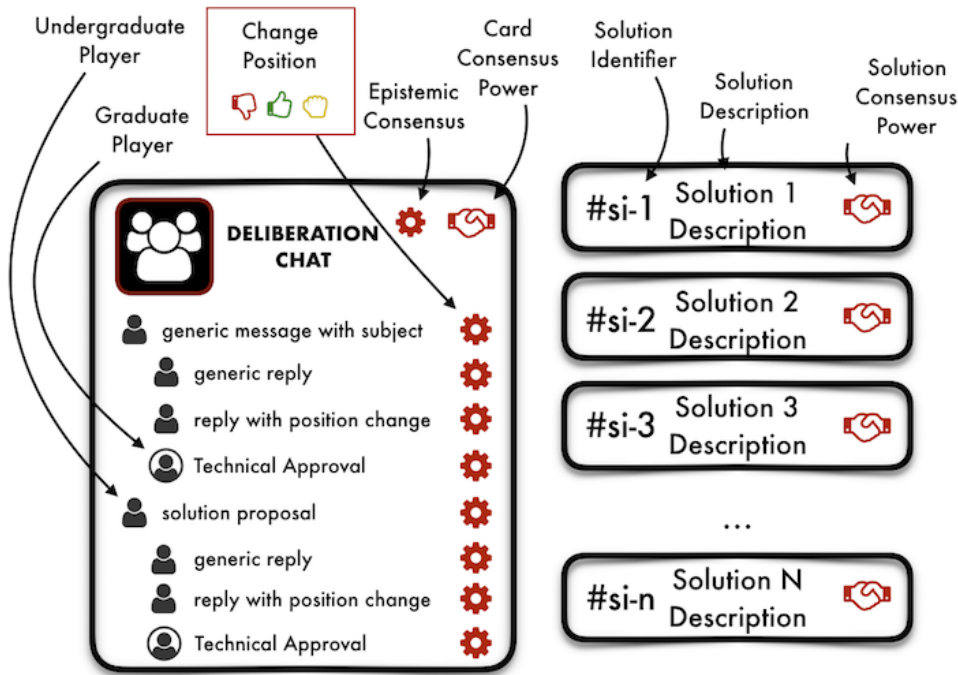 Undergraduate
Player
Change
Position
Card
Consensus
Power
Solution
Identifier
Solution
Description
Solution
Consensus
Power
Epistemic
Consensus
Graduate
Player
DELIBERATION
CHAT
generic message with subject
generic reply
reply with position change
Technical Approval
solution proposal
generic reply
reply with position change
Technical Approval
#si-1
Solution 1
Description
#si-2
Solution 2
Description
#si-3
Solution 3
Description
...
#si-n
Solution N
Description